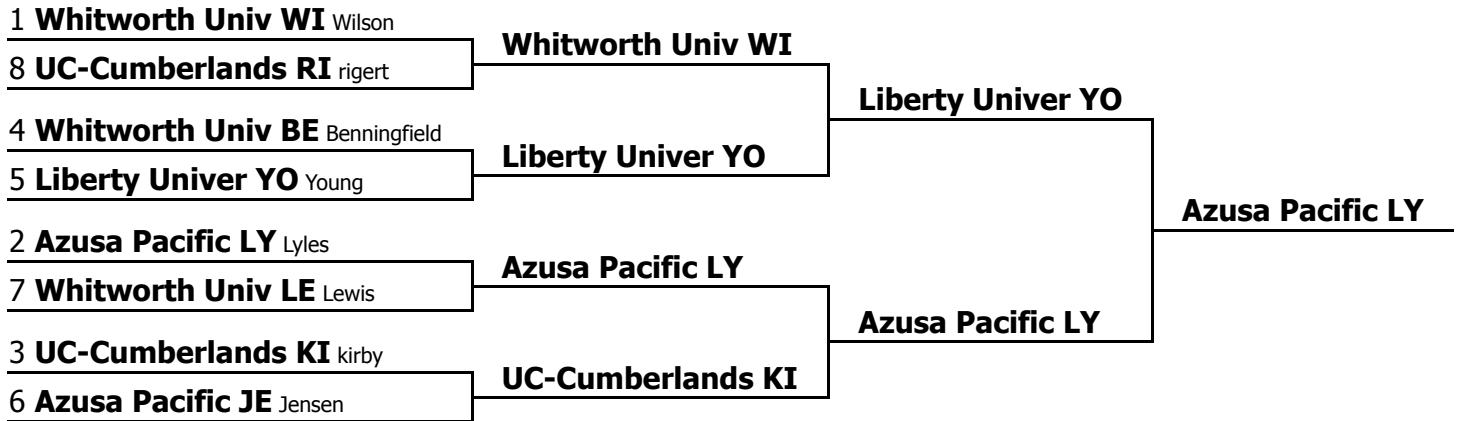 1 Whitworth Univ WI Wilson
8 UC-Cumberlands RI rigert
4 Whitworth Univ BE Benningfield
5 Liberty Univer YO Young
2 Azusa Pacific LY Lyles
7 Whitworth Univ LE Lewis
3 UC-Cumberlands KI kirby
6 Azusa Pacific JE Jensen
Whitworth Univ WI
Liberty Univer YO
Azusa Pacific LY
UC-Cumberlands KI
Liberty Univer YO
Azusa Pacific LY
Azusa Pacific LY